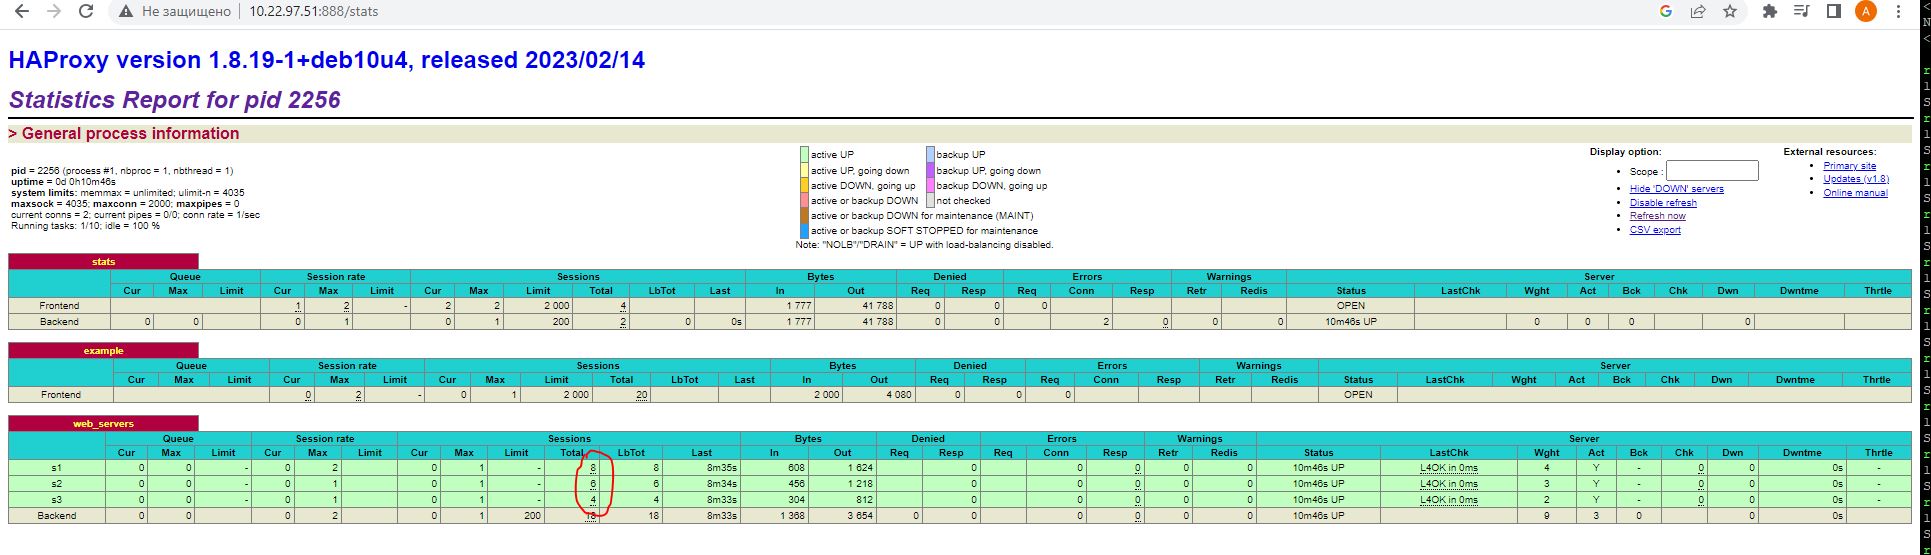 Не защищено 10.22.97.51:888/stats
HAProxy version 1.8.19-1+deb10u4, released 2023/02/14
Statistics Report for pid 2256
> General process information
pid = 2256 (process #1, nbproc = 1, nbthread = 1)
uptime = 0d 0h10m46s
system limits: memmax = unlimited; ulimit-n = 4035
maxsock = 4035; maxconn = 2000; maxpipes = 0
current conns = 2; current pipes = 0/0; conn rate = 1/sec
Running tasks: 1/10; idle = 100 %
active UP backup UP
active UP, going down backup UP, going down
active DOWN, going up backup DOWN, going up
active or backup DOWN not checked
active or backup DOWN for maintenance (MAINT)
active or backup SOFT STOPPED for maintenance
Note: "NOLB"/"DRAIN" = UP with load-balancing disabled.
Display option:
• Scope :
• Hide 'DOWN' servers
• Disable refresh
• Refresh now
• CSV export
External resources:
• Primary site
• Updates (v1.8)
• Online manual
A
stats
Queue Session rate Sessions Bytes Denied Errors Warnings Server
Cur Max Limit Cur Max Limit Cur Max Limit Total LbTot Last In Out Req Resp Req Conn Resp Retr Redis Status LastChk Wght Act Bck Chk Dwn Dwntme Thrtle
Frontend 1 2 - 2 2 2 000 4 1 777 41 788 0 0 0 OPEN
Backend 0 0 0 1 0 1 200 2 0 0s 1 777 41 788 0 0 2 0 0 0 10m46s UP 0 0 0 0
example
Queue Session rate Sessions Bytes Denied Errors Warnings Server
Cur Max Limit Cur Max Limit Cur Max Limit Total LbTot Last In Out Req Resp Req Conn Resp Retr Redis Status LastChk Wght Act Bck Chk Dwn Dwntme Thrtle
Frontend 0 2 - 0 1 2 000 20 2 000 4 080 0 0 0 OPEN
web_servers
Queue Session rate Sessions Bytes Denied Errors Warnings Server
Cur Max Limit Cur Max Limit Cur Max Limit Total LbTot Last In Out Req Resp Req Conn Resp Retr Redis Status LastChk Wght Act Bck Chk Dwn Dwntme Thrtle
s1 0 0 - 0 2 0 1 - 8 8 8m35s 608 1 624 0 0 0 0 0 10m46s UP L4OK in 0ms 4 Y - 0 0 0s -
s2 0 0 - 0 1 0 1 - 6 6 8m34s 456 1 218 0 0 0 0 0 10m46s UP L4OK in 0ms 3 Y - 0 0 0s -
s3 0 0 - 0 1 0 1 - 4 4 8m33s 304 812 0 0 0 0 0 10m46s UP L4OK in 0ms 2 Y - 0 0 0s -
Backend 0 0 0 2 0 1 200 18 18 8m33s 1 368 3 654 0 0 0 0 0 0 10m46s UP 9 3 0 0 0s